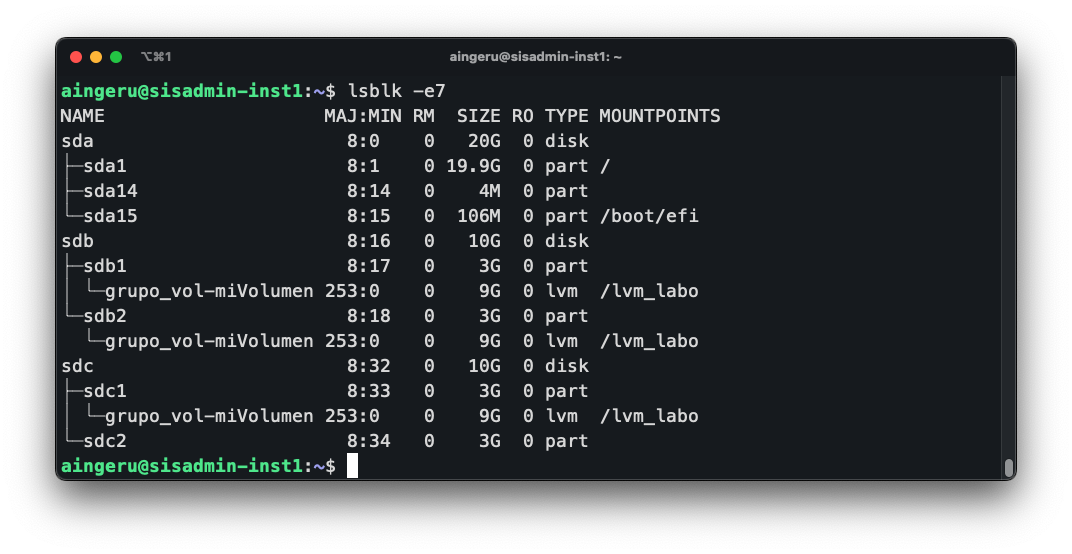 ⌥⌘1 aingeru@sisadmin-inst1: ~
aingeru@sisadmin-inst1:~$ lsblk -e7
NAME                    MAJ:MIN RM  SIZE RO TYPE MOUNTPOINTS
sda                       8:0    0   20G  0 disk
├─sda1                    8:1    0 19.9G  0 part /
├─sda14                   8:14   0    4M  0 part
└─sda15                   8:15   0  106M  0 part /boot/efi
sdb                       8:16   0   10G  0 disk
├─sdb1                    8:17   0    3G  0 part
│ └─grupo_vol-miVolumen 253:0    0    9G  0 lvm  /lvm_labo
└─sdb2                    8:18   0    3G  0 part
  └─grupo_vol-miVolumen 253:0    0    9G  0 lvm  /lvm_labo
sdc                       8:32   0   10G  0 disk
├─sdc1                    8:33   0    3G  0 part
│ └─grupo_vol-miVolumen 253:0    0    9G  0 lvm  /lvm_labo
└─sdc2                    8:34   0    3G  0 part
aingeru@sisadmin-inst1:~$